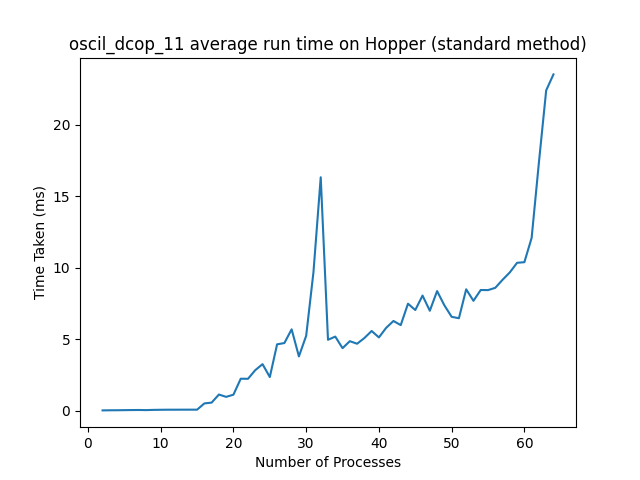 oscil_dcop_11 average run time on Hopper (standard method)
Time Taken (ms)
20
15
10
5
0
0 10 20 30 40 50 60
Number of Processes